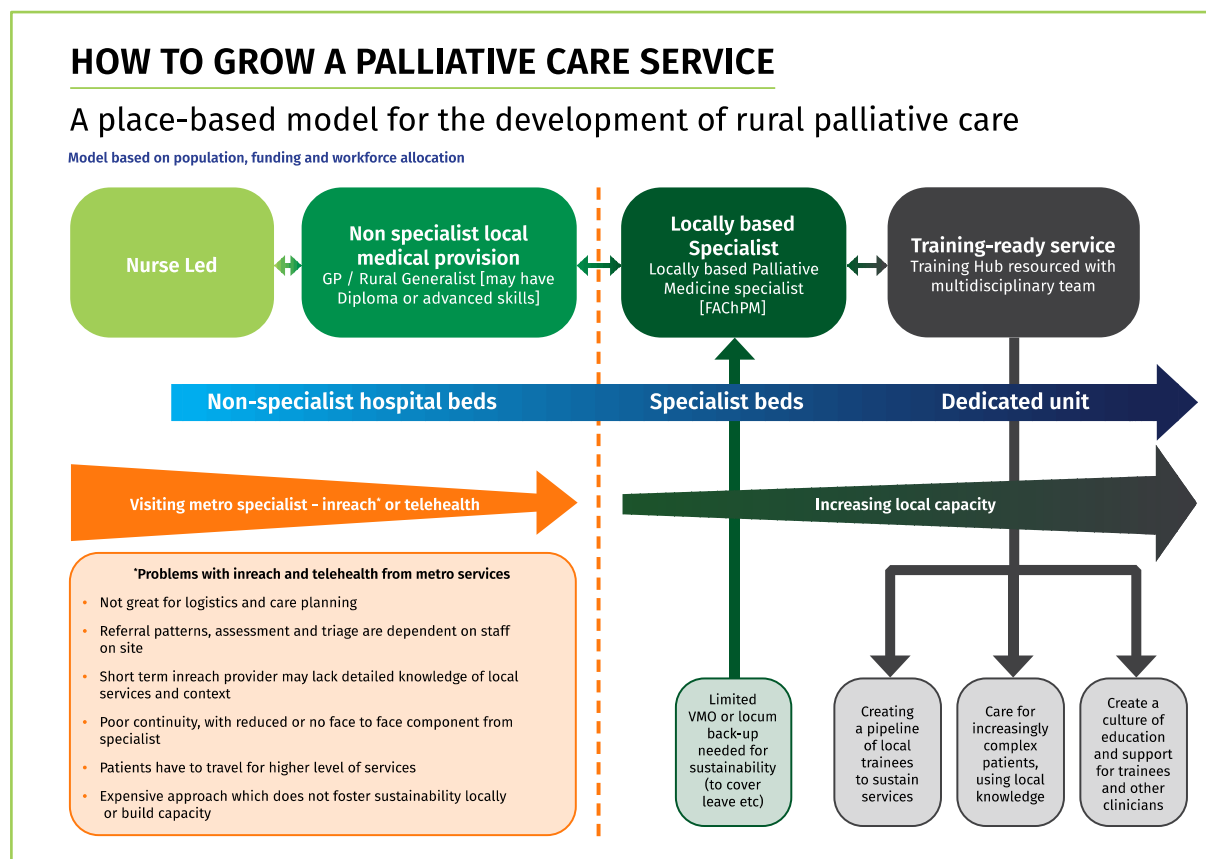 HOW TO GROW A PALLIATIVE CARE SERVICE
A place-based model for the development of rural palliative care
Model based on population, funding and workforce allocation
Nurse Led
Non specialist local
medical provision
GP / Rural Generalist [may have
Diploma or advanced skills]
Locally based
Specialist
Locally based Palliative
Medicine specialist
[FAChPM]
Training-ready service
Training Hub resourced with
multidisciplinary team
Non-specialist hospital beds
Specialist beds
Dedicated unit
Visiting metro specialist – inreach* or telehealth
Increasing local capacity
*Problems with inreach and telehealth from metro services
• Not great for logistics and care planning
• Referral patterns, assessment and triage are dependent on staff
on site
• Short term inreach provider may lack detailed knowledge of local
services and context
• Poor continuity, with reduced or no face to face component from
specialist
• Patients have to travel for higher level of services
• Expensive approach which does not foster sustainability locally
or build capacity
Limited
VMO or locum
back-up
needed for
sustainability
(to cover
leave etc)
Creating
a pipeline
of local
trainees
to sustain
services
Care for
increasingly
complex
patients,
using local
knowledge
Create a
culture of
education
and support
for trainees
and other
clinicians